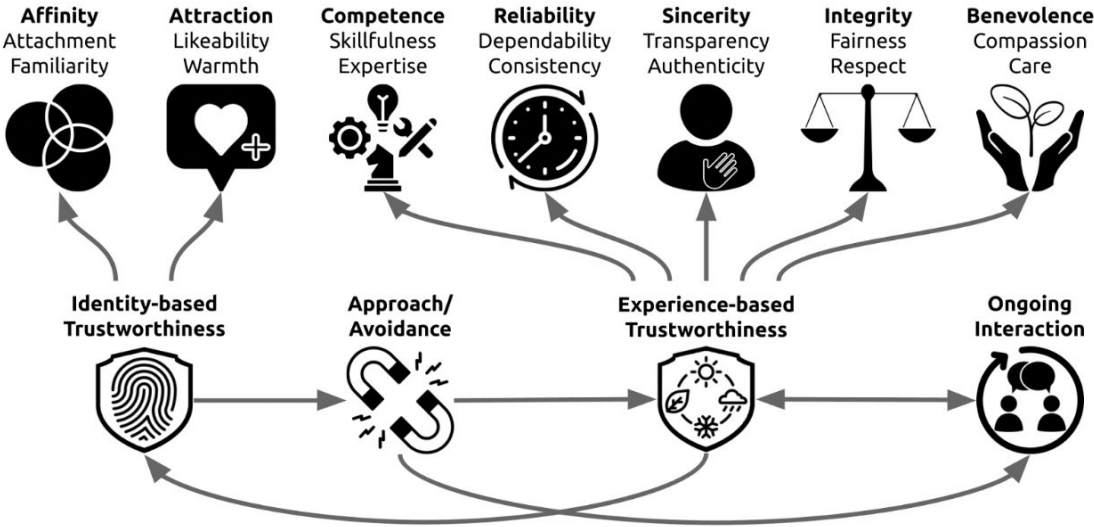 Affinity
Attachment
Familiarity
Attraction
Likeability
Warmth
Competence
Skillfulness
Expertise
Reliability
Dependability
Consistency
Sincerity
Transparency
Authenticity
Integrity
Fairness
Respect
Benevolence
Compassion
Care
Identity-based
Trustworthiness
Approach/
Avoidance
Experience-based
Trustworthiness
Ongoing
Interaction